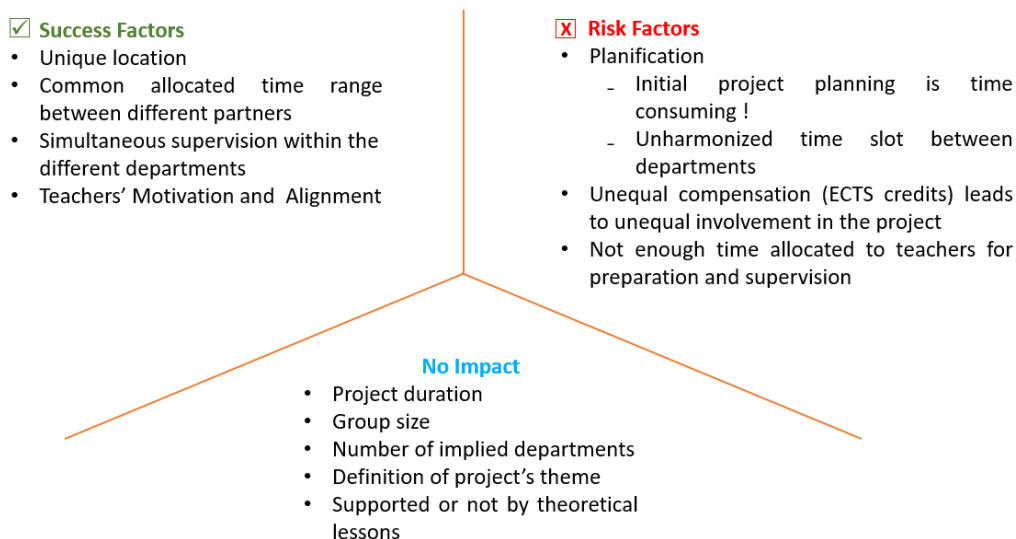 Success Factors
• Unique location
• Common allocated time range
between different partners
• Simultaneous supervision within the
different departments
• Teachers’ Motivation and Alignment
X Risk Factors
• Planification
- Initial project planning is time
consuming !
- Unharmonized time slot between
departments
• Unequal compensation (ECTS credits) leads
to unequal involvement in the project
• Not enough time allocated to teachers for
preparation and supervision
No Impact
• Project duration
• Group size
• Number of implied departments
• Definition of project’s theme
• Supported or not by theoretical
lessons